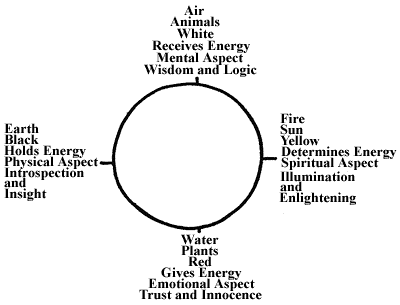 Air
Animals
White
Receives Energy
Mental Aspect
Wisdom and Logic
Earth
Black
Holds Energy
Physical Aspect
Introspection
and
Insight
Fire
Sun
Yellow
Determines Energy
Spiritual Aspect
Illumination
and
Enlightening
Water
Plants
Red
Gives Energy
Emotional Aspect
Trust and Innocence